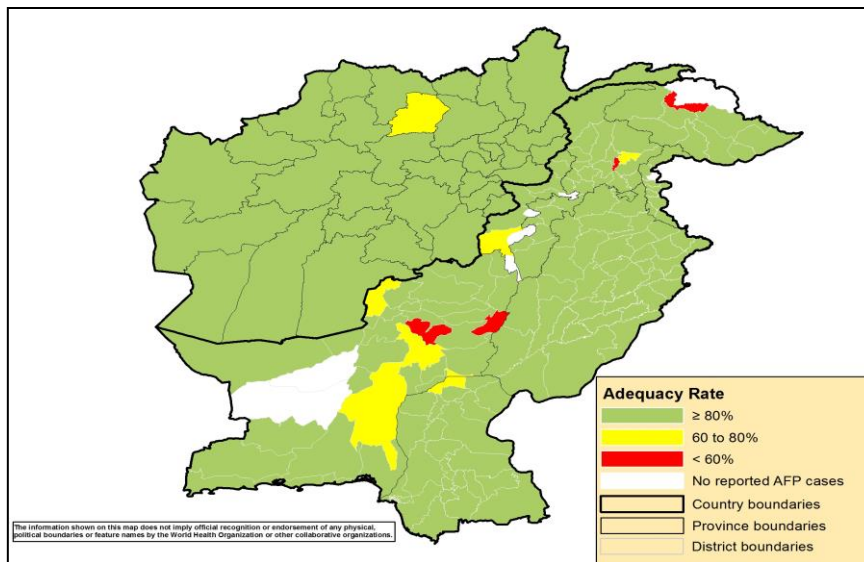 Adequacy Rate
≥ 80%
60 to 80%
< 60%
No reported AFP cases
Country boundaries
Province boundaries
District boundaries
The information shown on this map does not imply official recognition or endorsement of any physical,
political boundaries or feature names by the World Health Organization or other collaborative organizations.